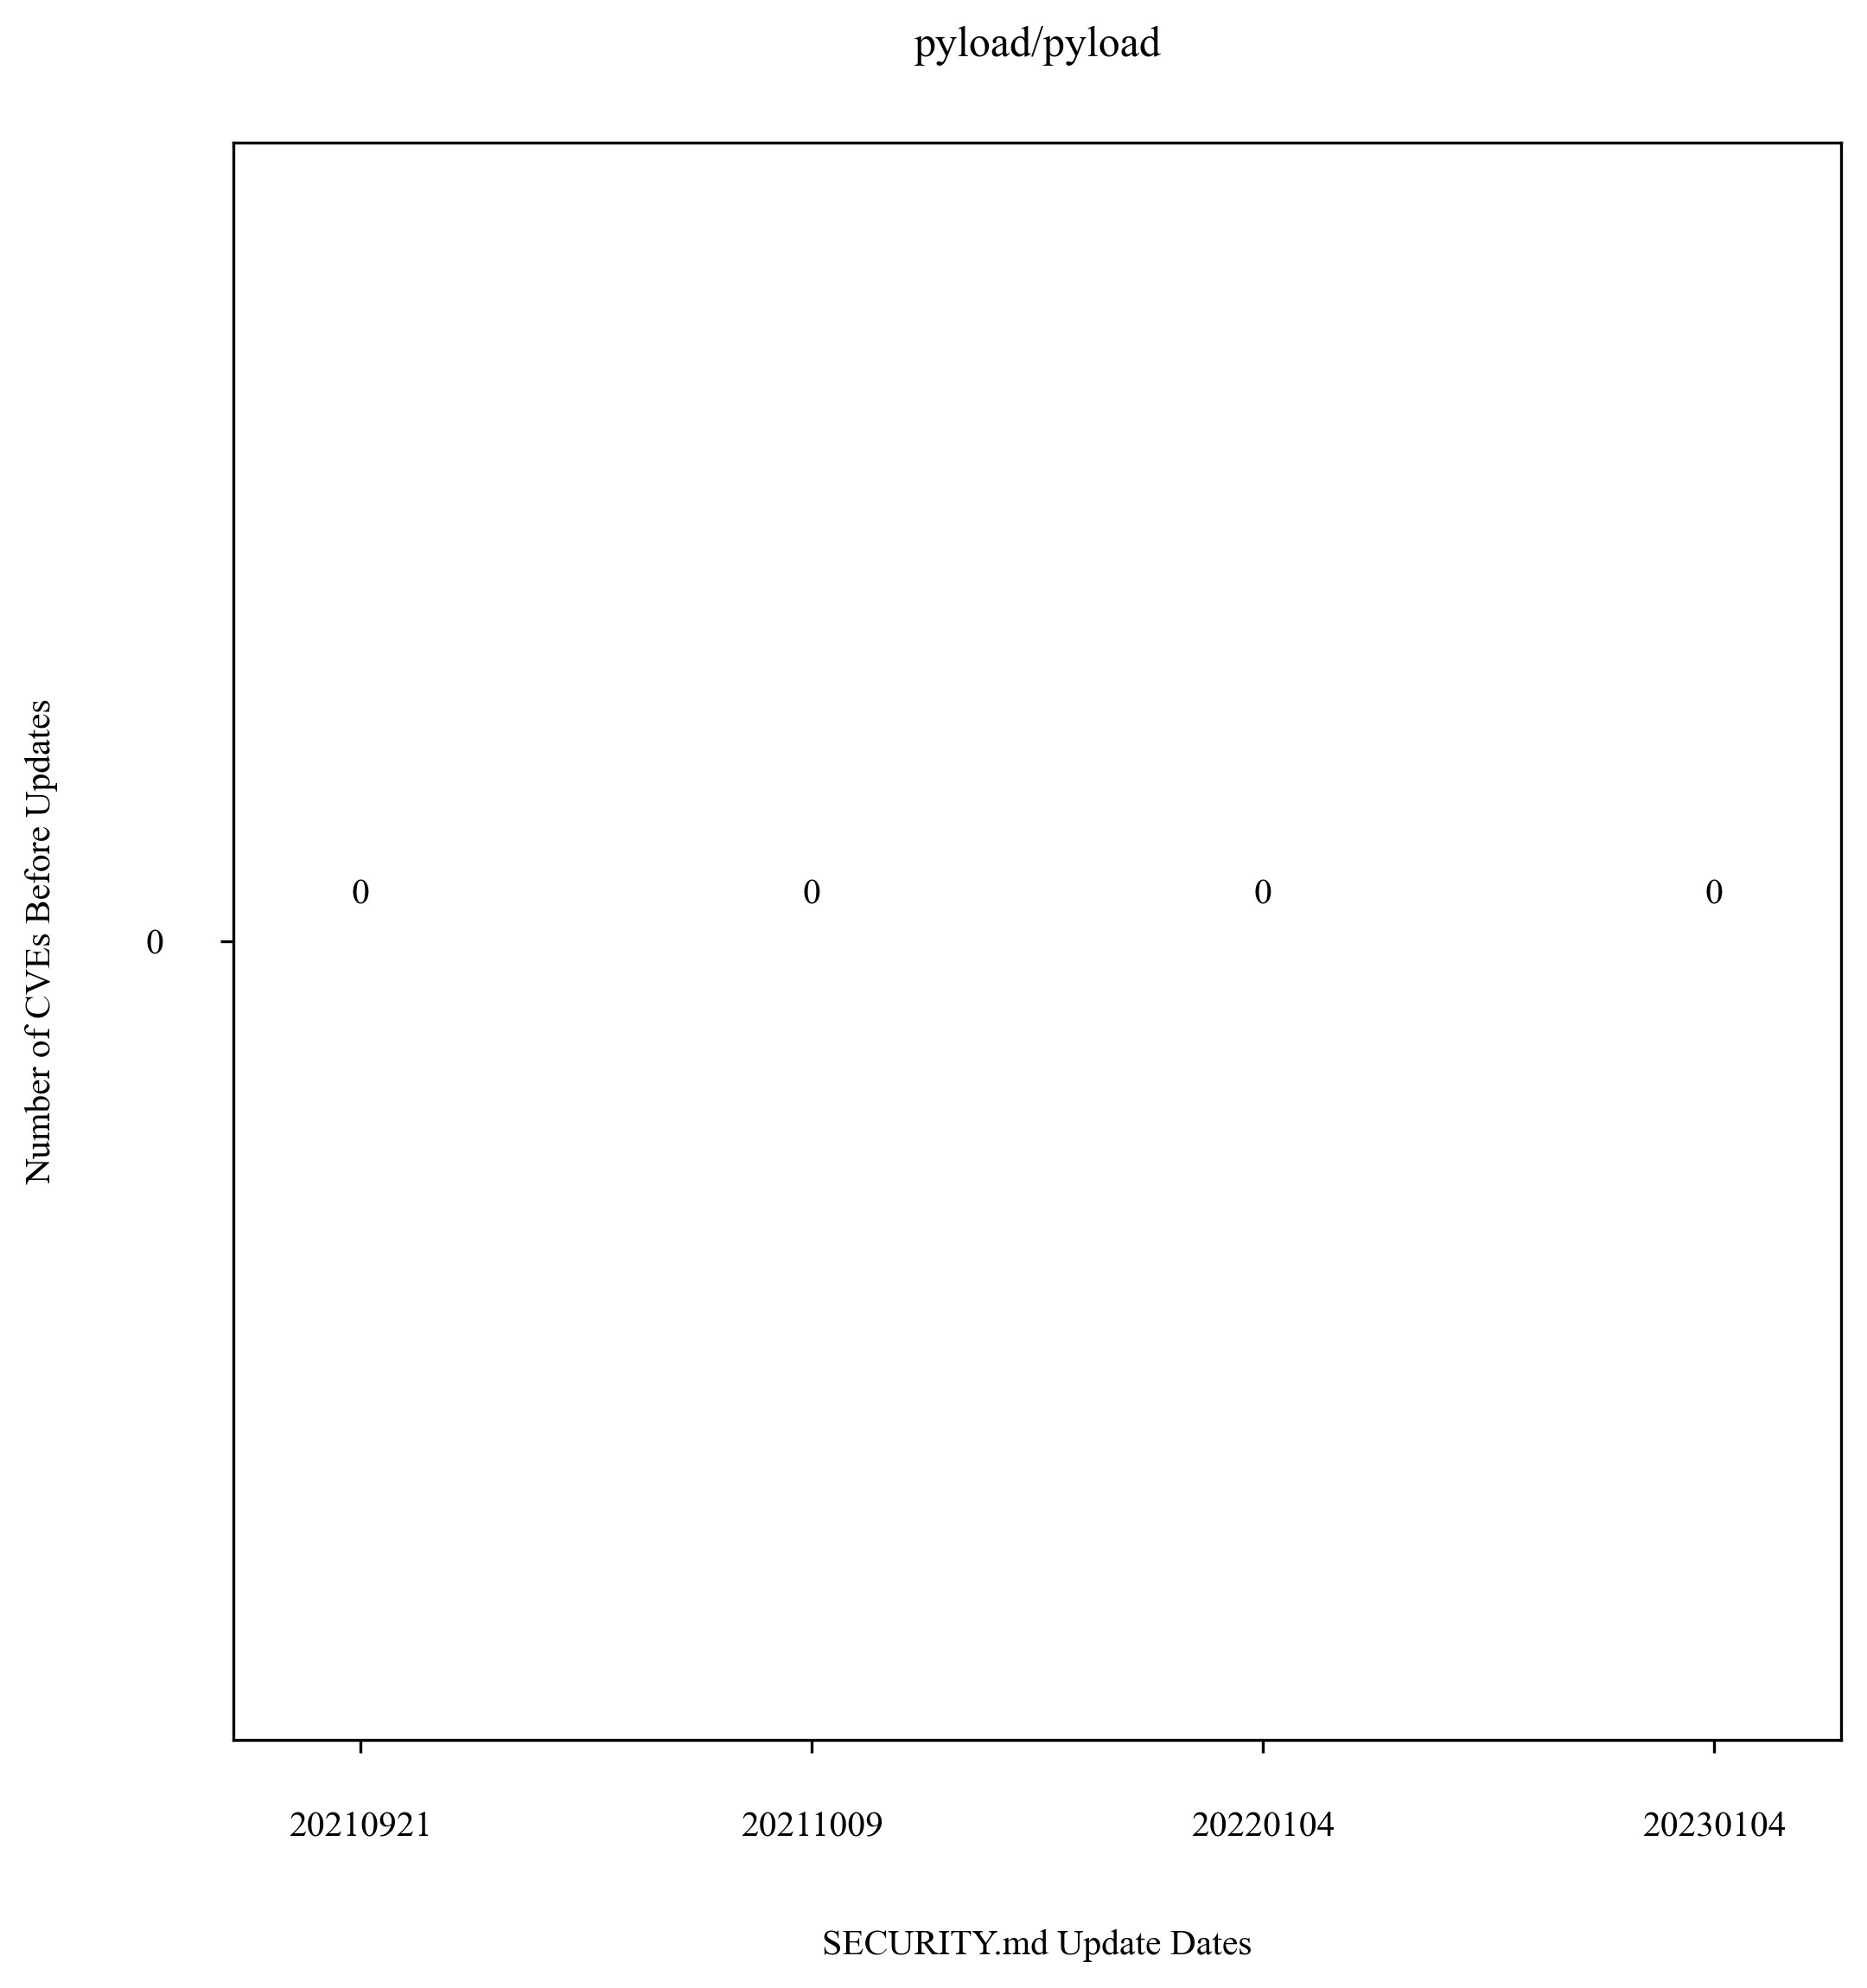 pyload/pyload
Number of CVEs Before Updates
0
0 0 0 0
20210921 20211009 20220104 20230104
SECURITY.md Update Dates